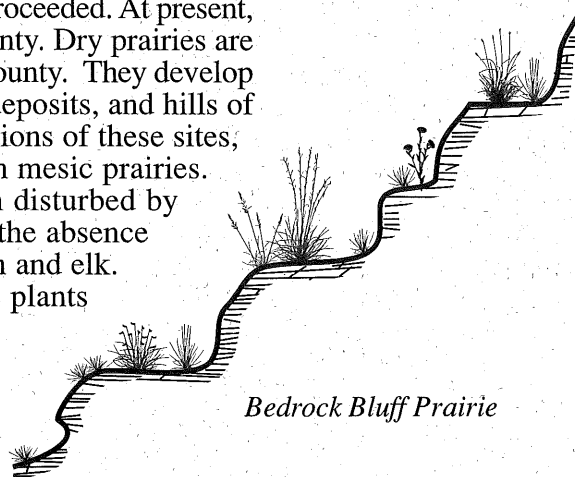 roceeded. At present,
nty. Dry prairies are
ounty. They develop
deposits, and hills of
ions of these sites,
n mesic prairies.
n disturbed by
the absence
n and elk.
plants
Bedrock Bluff Prairie